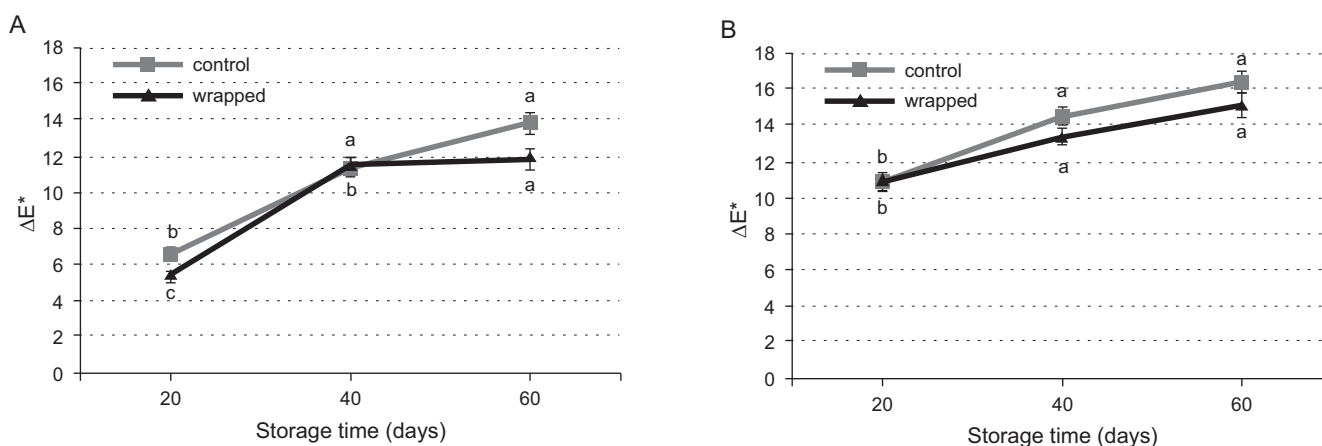 A
ΔE*
18
16
14
12
10
8
6
4
2
0
control
wrapped
b
c
a
b
a
a
20
40
60
Storage time (days)
B
ΔE*
18
16
14
12
10
8
6
4
2
0
control
wrapped
b
b
a
a
a
a
20
40
60
Storage time (days)